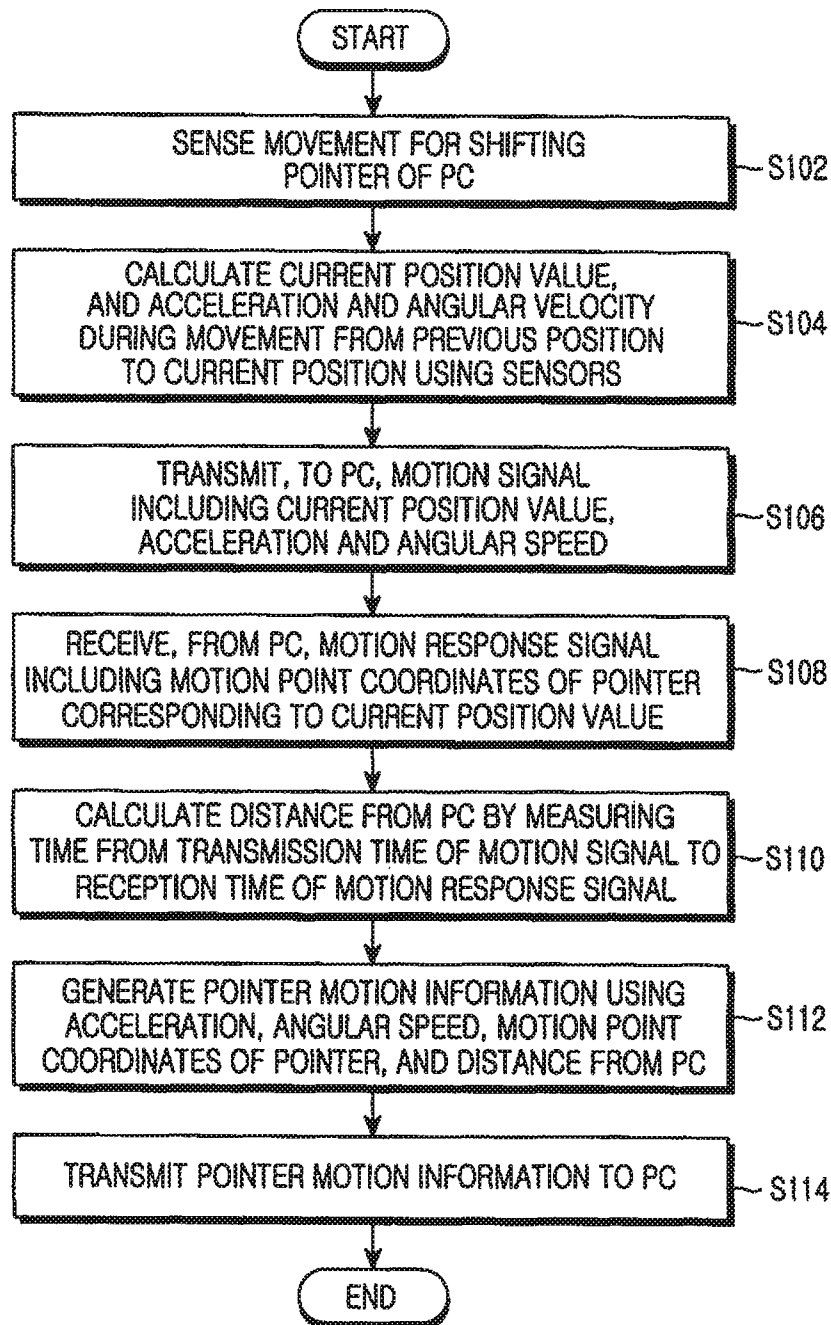 START
SENSE MOVEMENT FOR SHIFTING
POINTER OF PC
S102
CALCULATE CURRENT POSITION VALUE,
AND ACCELERATION AND ANGULAR VELOCITY
DURING MOVEMENT FROM PREVIOUS POSITION
TO CURRENT POSITION USING SENSORS
S104
TRANSMIT, TO PC, MOTION SIGNAL
INCLUDING CURRENT POSITION VALUE,
ACCELERATION AND ANGULAR SPEED
S106
RECEIVE, FROM PC, MOTION RESPONSE SIGNAL
INCLUDING MOTION POINT COORDINATES OF POINTER
CORRESPONDING TO CURRENT POSITION VALUE
S108
CALCULATE DISTANCE FROM PC BY MEASURING
TIME FROM TRANSMISSION TIME OF MOTION SIGNAL TO
RECEPTION TIME OF MOTION RESPONSE SIGNAL
S110
GENERATE POINTER MOTION INFORMATION USING
ACCELERATION, ANGULAR SPEED, MOTION POINT
COORDINATES OF POINTER, AND DISTANCE FROM PC
S112
TRANSMIT POINTER MOTION INFORMATION TO PC
S114
END